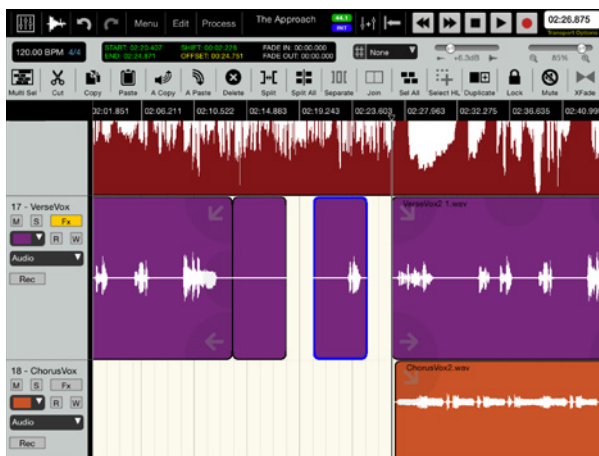 Menu Edit Process The Approach 44.1 INT 02:26.875
Transport Options
120.00 BPM 4/4 START: 02:20.407 SHIFT: 00:02.228 FADE IN: 00:00.000 None +6.3dB 85%
END: 02:24.871 OFFSET: 00:24.751 FADE OUT: 00:00.000
Multi Sel Cut Copy Paste A Copy A Paste Delete Split Split All Separate Join Sel All Select HL Duplicate Lock Mute XFade
02:01.851 02:06.211 02:10.522 02:14.883 02:19.243 02:23.603 02:27.963 02:32.275 02:36.635 02:40.99
17 - VerseVox
VerseVox2 1.wav
M S Fx
R W
Audio
Rec
18 - ChorusVox
ChorusVox2.wav
M S Fx
R W
Audio
Rec